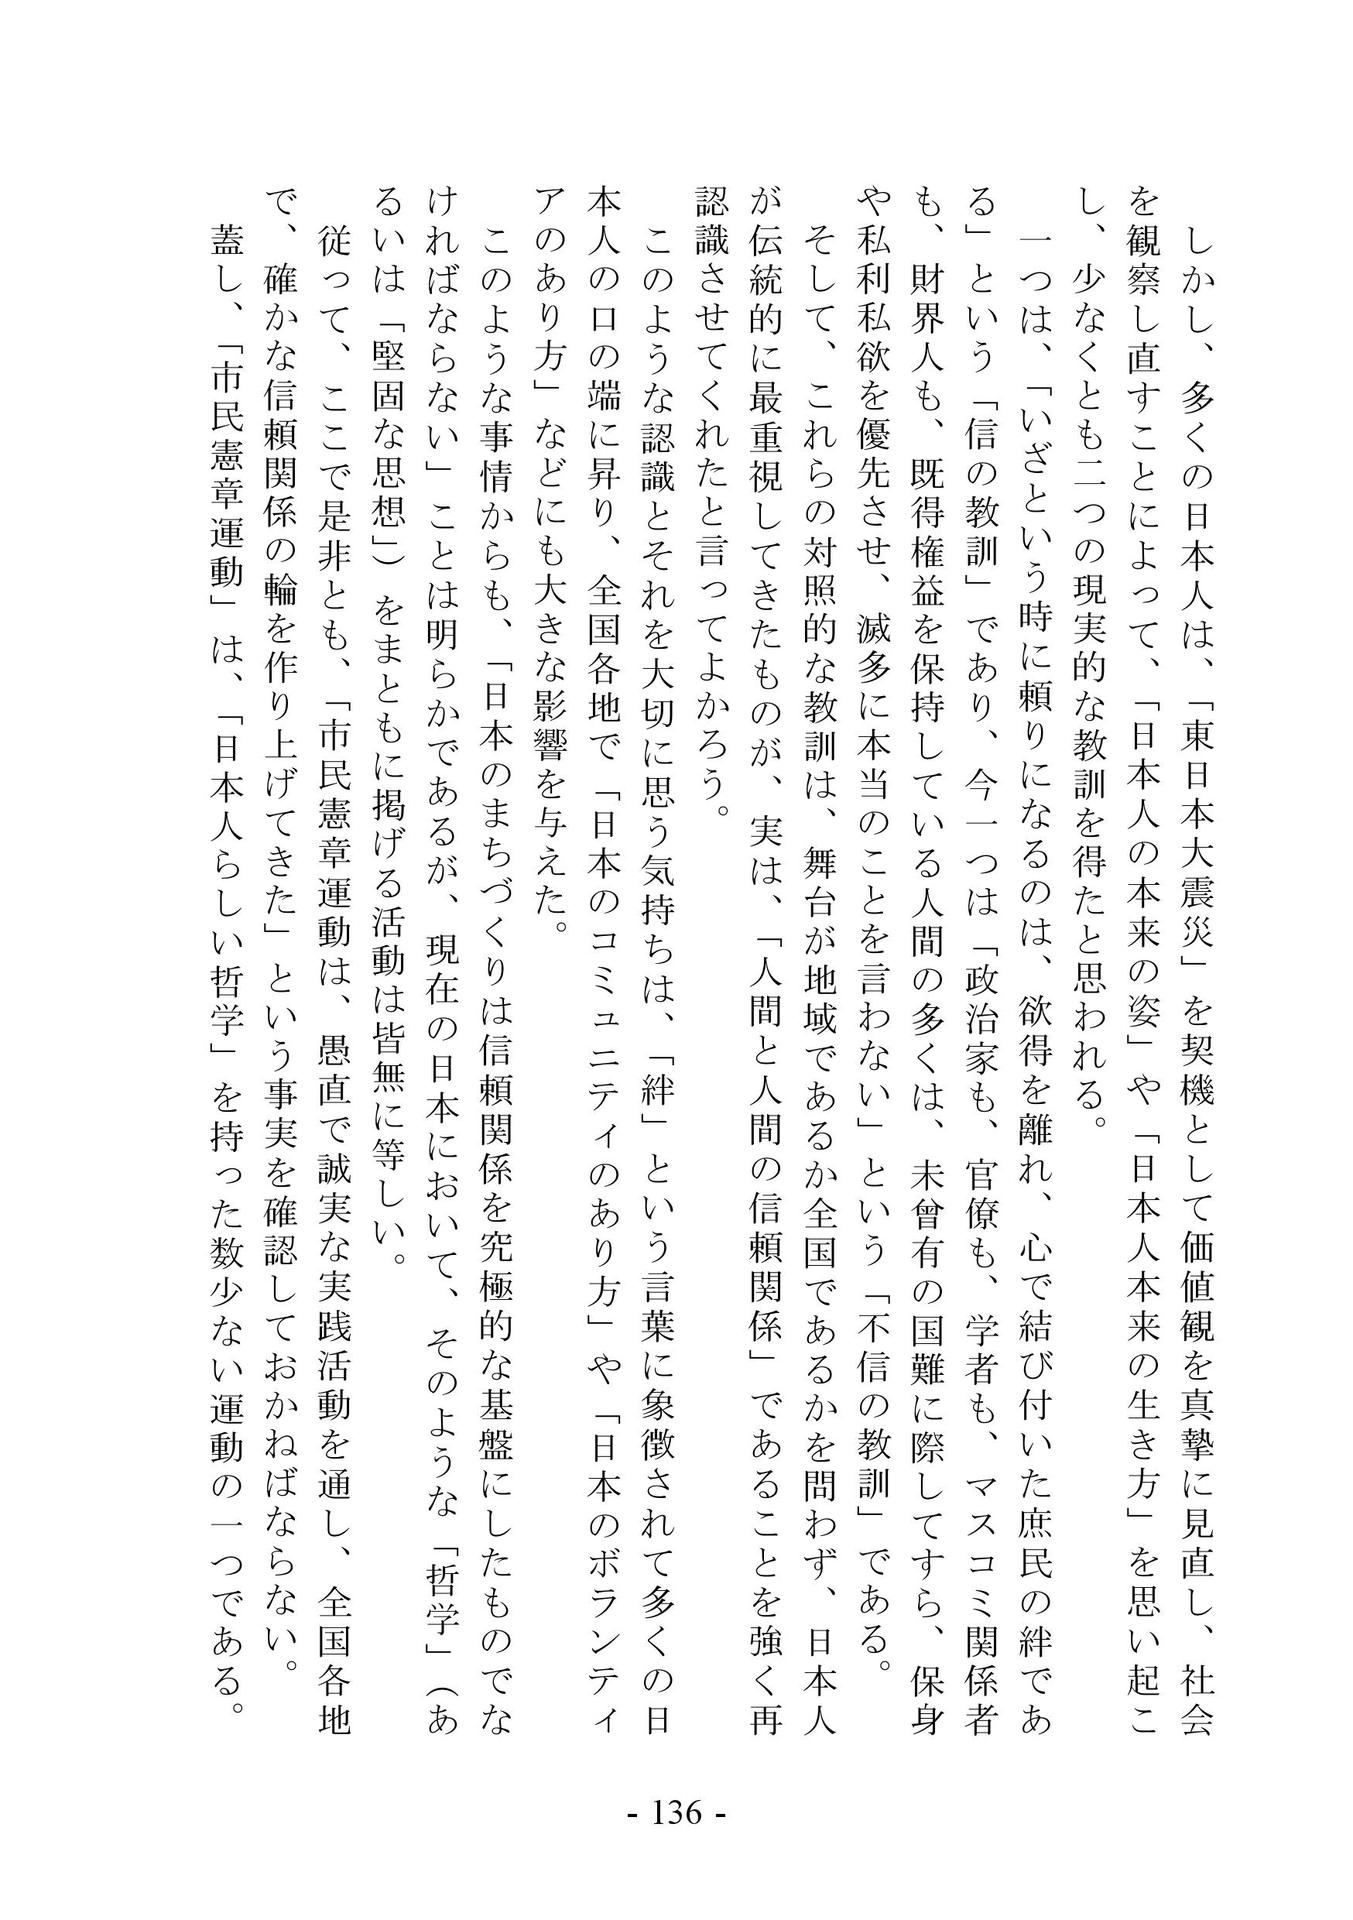 しかし、多くの日本人は、「東日本大震災」を契機として価値観を真摯に見直し、社会
を観察し直すことによって、「日本人の本来の姿」や「日本人本来の生き方」を思い起こ
し、少なくとも二つの現実的な教訓を得たと思われる。
　一つは、「いざという時に頼りになるのは、欲得を離れ、心で結び付いた庶民の絆であ
る」という「信の教訓」であり、今一つは「政治家も、官僚も、学者も、マスコミ関係者
も、財界人も、既得権益を保持している人間の多くは、未曾有の国難に際してすら、保身
や私利私欲を優先させ、滅多に本当のことを言わない」という「不信の教訓」である。
　そして、これらの対照的な教訓は、舞台が地域であるか全国であるかを問わず、日本人
が伝統的に最重視してきたものが、実は、「人間と人間の信頼関係」であることを強く再
認識させてくれたと言ってよかろう。
　このような認識とそれを大切に思う気持ちは、「絆」という言葉に象徴されて多くの日
本人の口の端に昇り、全国各地で「日本のコミュニティのあり方」や「日本のボランティ
アのあり方」などにも大きな影響を与えた。
　このような事情からも、「日本のまちづくりは信頼関係を究極的な基盤にしたものでな
ければならない」ことは明らかであるが、現在の日本において、そのような「哲学」（あ
るいは「堅固な思想」）をまともに掲げる活動は皆無に等しい。
　従って、ここで是非とも、「市民憲章運動は、愚直で誠実な実践活動を通し、全国各地
で、確かな信頼関係の輪を作り上げてきた」という事実を確認しておかねばならない。
　蓋し、「市民憲章運動」は、「日本人らしい哲学」を持った数少ない運動の一つである。
- 136 -